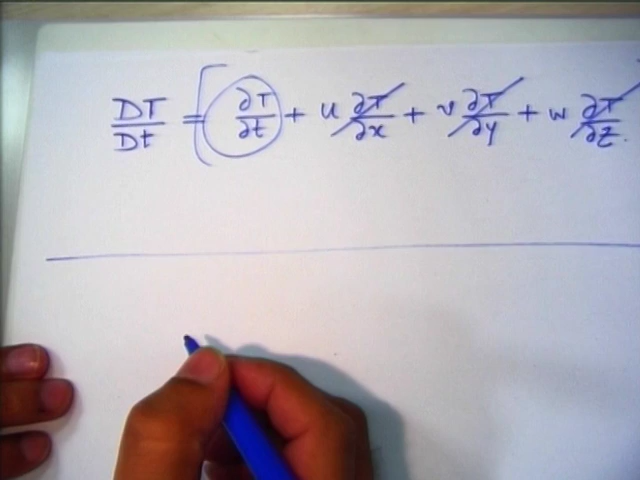 DT/Dt = [ ∂T/∂t + u ∂T/∂x + v ∂T/∂y + w ∂T/∂z